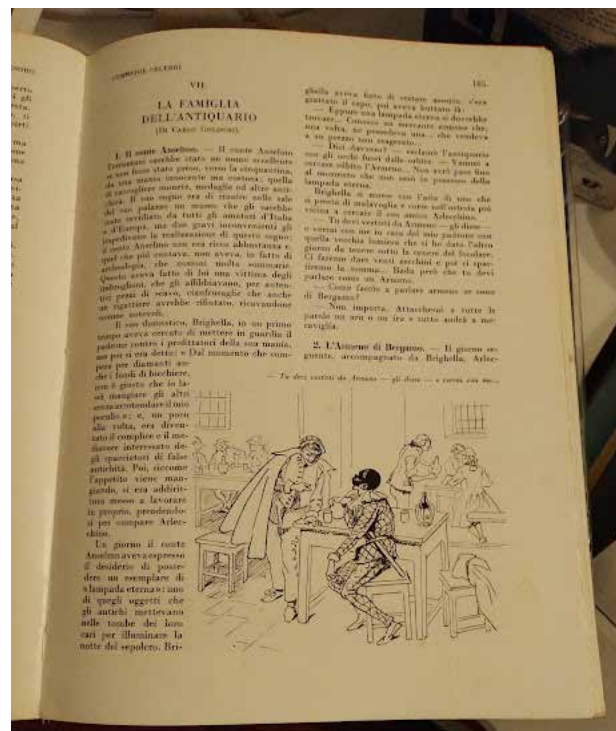 COMMEDIE CELEBRI
185
VII
LA FAMIGLIA
DELL'ANTIQUARIO
(DI CARLO GOLDONI)
1. Il conte Anselmo. — Il conte Anselmo
Terrazzani sarebbe stato un uomo eccellente
se non fosse stato preso, verso la cinquantina,
da una mania innocente ma costosa: quella
di raccogliere monete, medaglie ed altre anti-
chità. Il suo sogno era di riunire nelle sale
del suo palazzo un museo che gli sarebbe
stato invidiato da tutti gli amatori d'Italia
e d'Europa, ma due gravi inconvenienti gli
impedivano la realizzazione di questo sogno:
il conte Anselmo non era ricco abbastanza e,
quel che più contava, non aveva, in fatto di
archeologia, che nozioni molto sommarie.
Questo aveva fatto di lui una vittima degli
imbroglioni, che gli affibbiavano, per auten-
tici pezzi di scavo, cianfrusaglie che anche
un rigattiere avrebbe rifiutato, ricavandone
somme notevoli.
Il suo domestico, Brighella, in un primo
tempo aveva cercato di mettere in guardia il
padrone contro i profittatori della sua mania,
ma poi si era detto: « Dal momento che com-
pera per diamanti an-
che i fondi di bicchiere,
non è giusto che io la-
sci mangiare gli altri
senza arrotondare il mio
peculio »; e, un poco
alla volta, era diven-
tato il complice e il me-
diatore interessato de-
gli spacciatori di false
antichità. Poi, siccome
l'appetito viene man-
giando, si era addirit-
tura messo a lavorare
in proprio, prendendo-
si per compare Arlec-
chino.
Un giorno il conte
Anselmo aveva espresso
il desiderio di posse-
dere un esemplare di
« lampada eterna »: uno
di quegli oggetti che
gli antichi mettevano
nelle tombe dei loro
cari per illuminare la
notte del sepolcro. Bri-
ghella aveva fatto di restare assorto, s'era
grattato il capo, poi aveva buttato là:
— Eppure una lampada eterna si dovrebbe
trovare... Conosco un mercante armeno che,
una volta, ne possedeva una... che vendeva
a un prezzo non esagerato...
— Dici davvero? — esclamò l'antiquario
con gli occhi fuori dalle orbite. — Vammi a
cercare subito l'Armeno... Non avrò pace fino
al momento che non sarò in possesso della
lampada eterna.
Brighella si mosse con l'aria di uno che
si presta di malavoglia e corse nell'osteria più
vicina a cercare il suo amico Arlecchino.
— Tu devi vestirti da Armeno — gli disse —
e verrai con me in casa del mio padrone con
quella vecchia lumiera che ti ho dato l'altro
giorno da tenere sotto la cenere del focolare.
Ci faremo dare venti zecchini e poi ci spar-
tiremo la somma... Bada però che tu devi
parlare come un Armeno.
— Come faccio a parlare armeno se sono
di Bergamo?
— Non importa. Attaccherai a tutte le
parole un ara o un ira e tutto andrà a me-
raviglia.
2. L'Armeno di Bergamo. — Il giorno se-
guente, accompagnato da Brighella, Arlec-
— Tu devi vestirti da Armeno — gli disse — e verrai con me...